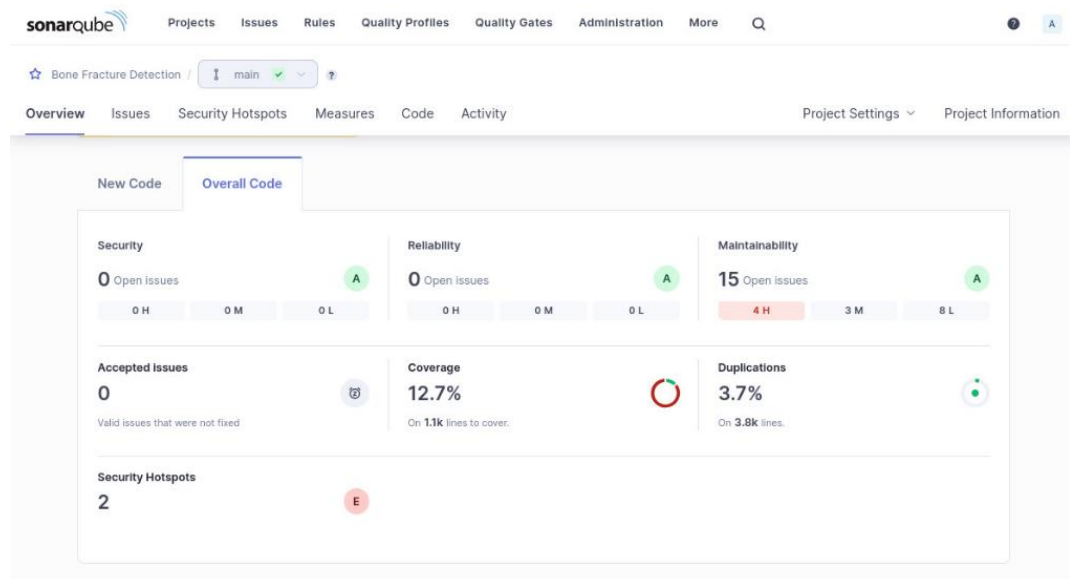 sonarqube Projects Issues Rules Quality Profiles Quality Gates Administration More ? A
Bone Fracture Detection / main ?
Overview Issues Security Hotspots Measures Code Activity Project Settings Project Information
New Code Overall Code
Security Reliability Maintainability
0 Open issues A 0 Open issues A 15 Open issues A
0 H 0 M 0 L 0 H 0 M 0 L 4 H 3 M 8 L
Accepted Issues Coverage Duplications
0 12.7% 3.7%
Valid issues that were not fixed On 1.1k lines to cover. On 3.8k lines.
Security Hotspots
2 E